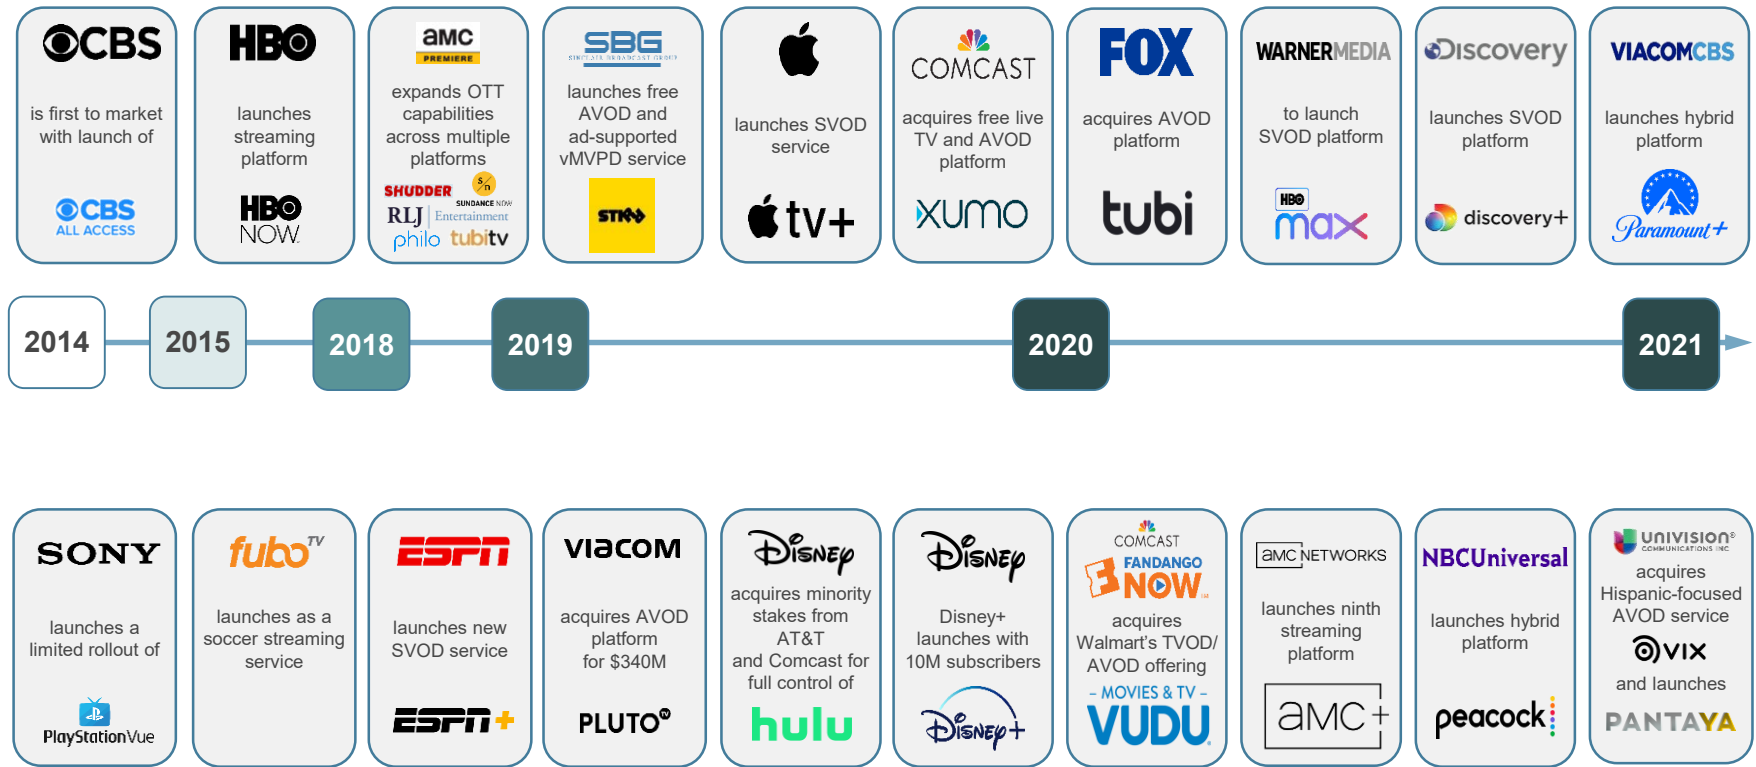 CBS
is first to market
with launch of
CBS
ALL ACCESS
HBO
launches
streaming
platform
HBO
NOW
amc
PREMIERE
expands OTT
capabilities
across multiple
platforms
SHUDDER
S/n
SUNDANCE NOW
RLJ Entertainment
philo tubitv
SBG
SINCLAIR BROADCAST GROUP
launches free
AVOD and
ad-supported
vMVPD service
STIRR
launches SVOD
service
tv+
COMCAST
acquires free live
TV and AVOD
platform
XUMO
FOX
acquires AVOD
platform
tubi
WARNERMEDIA
to launch
SVOD platform
HBO
max
Discovery
launches SVOD
platform
discovery+
VIACOMCBS
launches hybrid
platform
Paramount+
2014
2015
2018
2019
2020
2021
SONY
launches a
limited rollout of
PlayStation Vue
fubo TV
launches as a
soccer streaming
service
ESPN
launches new
SVOD service
ESPN+
VIACOM
acquires AVOD
platform
for $340M
PLUTO TV
Disney
acquires minority
stakes from
AT&T
and Comcast for
full control of
hulu
Disney
Disney+
launches with
10M subscribers
Disney+
COMCAST
FANDANGO
NOW
acquires
Walmart's TVOD/
AVOD offering
– MOVIES & TV –
VUDU
aMC NETWORKS
launches ninth
streaming
platform
aMC+
NBCUniversal
launches hybrid
platform
peacock
UNIVISION®
COMMUNICATIONS INC
acquires
Hispanic-focused
AVOD service
VIX
and launches
PANTAYA